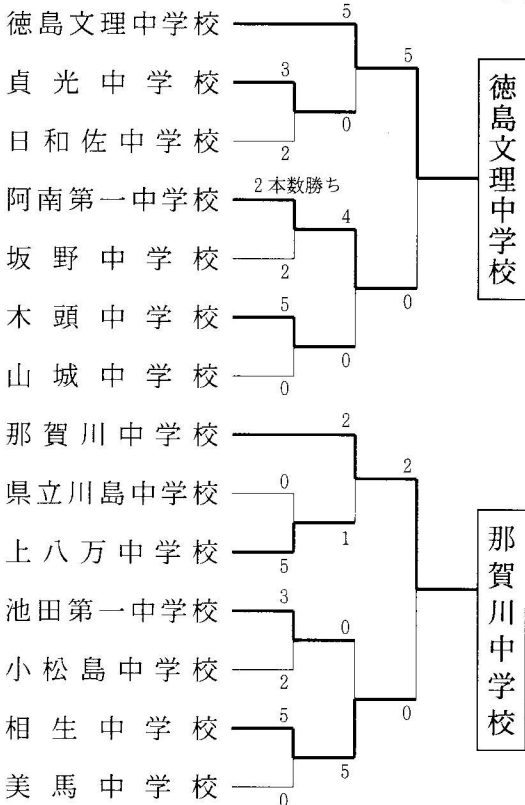 徳島文理中学校
貞光中学校
日和佐中学校
阿南第一中学校
坂野中学校
木頭中学校
山城中学校
那賀川中学校
県立川島中学校
上八万中学校
池田第一中学校
小松島中学校
相生中学校
美馬中学校
5
3
2
0
5
2本数勝ち
2
4
5
0
0
0
2
0
5
1
2
3
2
0
5
0
5
0
徳島文理中学校
那賀川中学校